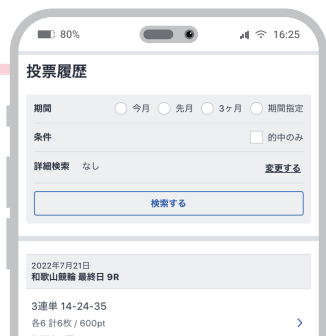 80% 16:25
投票履歴
期間 今月 先月 3ヶ月 期間指定
条件 的中のみ
詳細検索 なし 変更する
検索する
2022年7月21日
和歌山競輪 最終日 9R
3連単 14-24-35
各6 計6枚 / 600pt